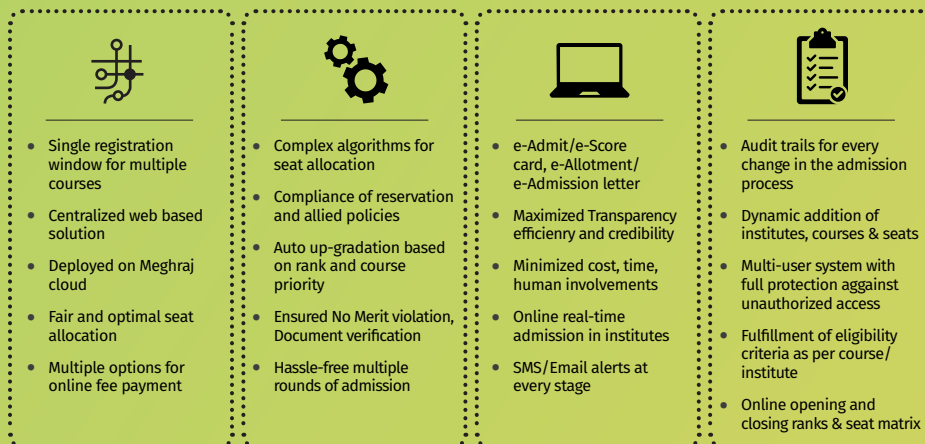 Single registration
window for multiple
courses
Centralized web based
solution
Deployed on Meghraj
cloud
Fair and optimal seat
allocation
Multiple options for
online fee payment
Complex algorithms for
seat allocation
Compliance of reservation
and allied policies
Auto up-gradation based
on rank and course
priority
Ensured No Merit violation,
Document verification
Hassle-free multiple
rounds of admission
e-Admit/e-Score
card, e-Allotment/
e-Admission letter
Maximized Transparency
efficienry and credibility
Minimized cost, time,
human involvements
Online real-time
admission in institutes
SMS/Email alerts at
every stage
Audit trails for every
change in the admission
process
Dynamic addition of
institutes, courses & seats
Multi-user system with
full protection aggainst
unauthorized access
Fulfillment of eligibility
criteria as per course/
institute
Online opening and
closing ranks & seat matrix